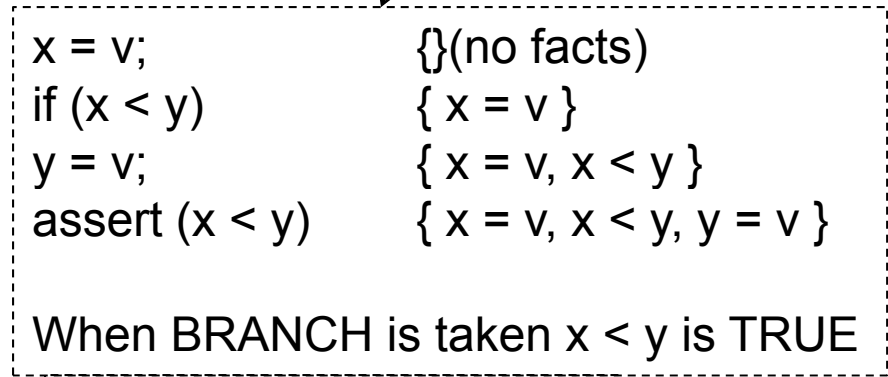 x = v; {}(no facts)
if (x < y) { x = v }
y = v; { x = v, x < y }
assert (x < y) { x = v, x < y, y = v }
When BRANCH is taken x < y is TRUE